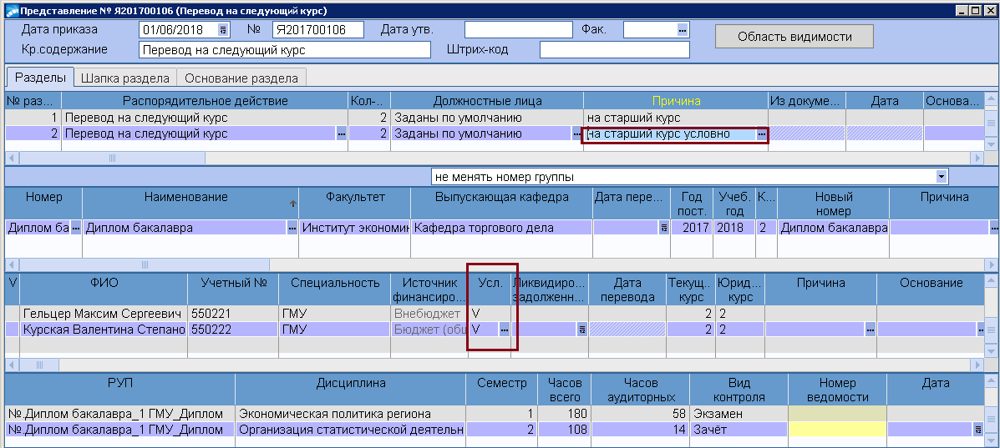 Представление № Я201700106 (Перевод на следующий курс)
Дата приказа 01/06/2018 № Я201700106 Дата утв. Фак. Область видимости
Кр.содержание Перевод на следующий курс Штрих-код
Разделы Шапка раздела Основание раздела
№ раз... Распорядительное действие Кол-.. Должностные лица Причина Из докуме... Дата Основа...
1 Перевод на следующий курс 2 Заданы по умолчанию на старший курс
2 Перевод на следующий курс 2 Заданы по умолчанию на старший курс условно
не менять номер группы
Номер Наименование Факультет Выпускающая кафедра Дата пере... Год Учеб. К... Новый Причина
пост. год номер
Диплом ба Диплом бакалавра Институт экономин Кафедра торгового дела 2017 2018 2 Диплом бакалавра
V ФИО Учетный № Специальность Источник Усл. Ликвидиро... Дата Текущ.. Юрид... Причина Основание
финансиро... задолженн... перевода курс курс
Гельцер Максим Сергеевич 550221 ГМУ Внебюджет V 2 2
Курская Валентина Степано 550222 ГМУ Бюджет (общ V 2 2
РУП Дисциплина Семестр Часов Часов Вид Номер Дата
всего аудиторных контроля ведомости
№.Диплом бакалавра_1 ГМУ_Диплом Экономическая политика региона 1 180 58 Экзамен
№.Диплом бакалавра_1 ГМУ_Диплом Организация статистической деятельн 2 108 14 Зачёт